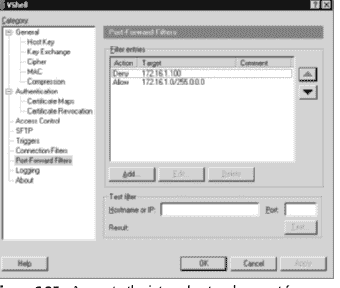 VShell
Category
General
Host Key
Key Exchange
Cipher
MAC
Compression
Authentication
Certificate Maps
Certificate Revocation
Access Control
SFTP
Triggers
Connection Filters
Port-Forward Filters
Logging
About
Port-Forward Filters
Filter entries
Action Target Comment
Deny 172.16.1.100
Allow 172.16.1.0/255.0.0.0
Add... Edit... Delete
Test filter
Hostname or IP: Port:
Result: Test
Help OK Cancel Apply